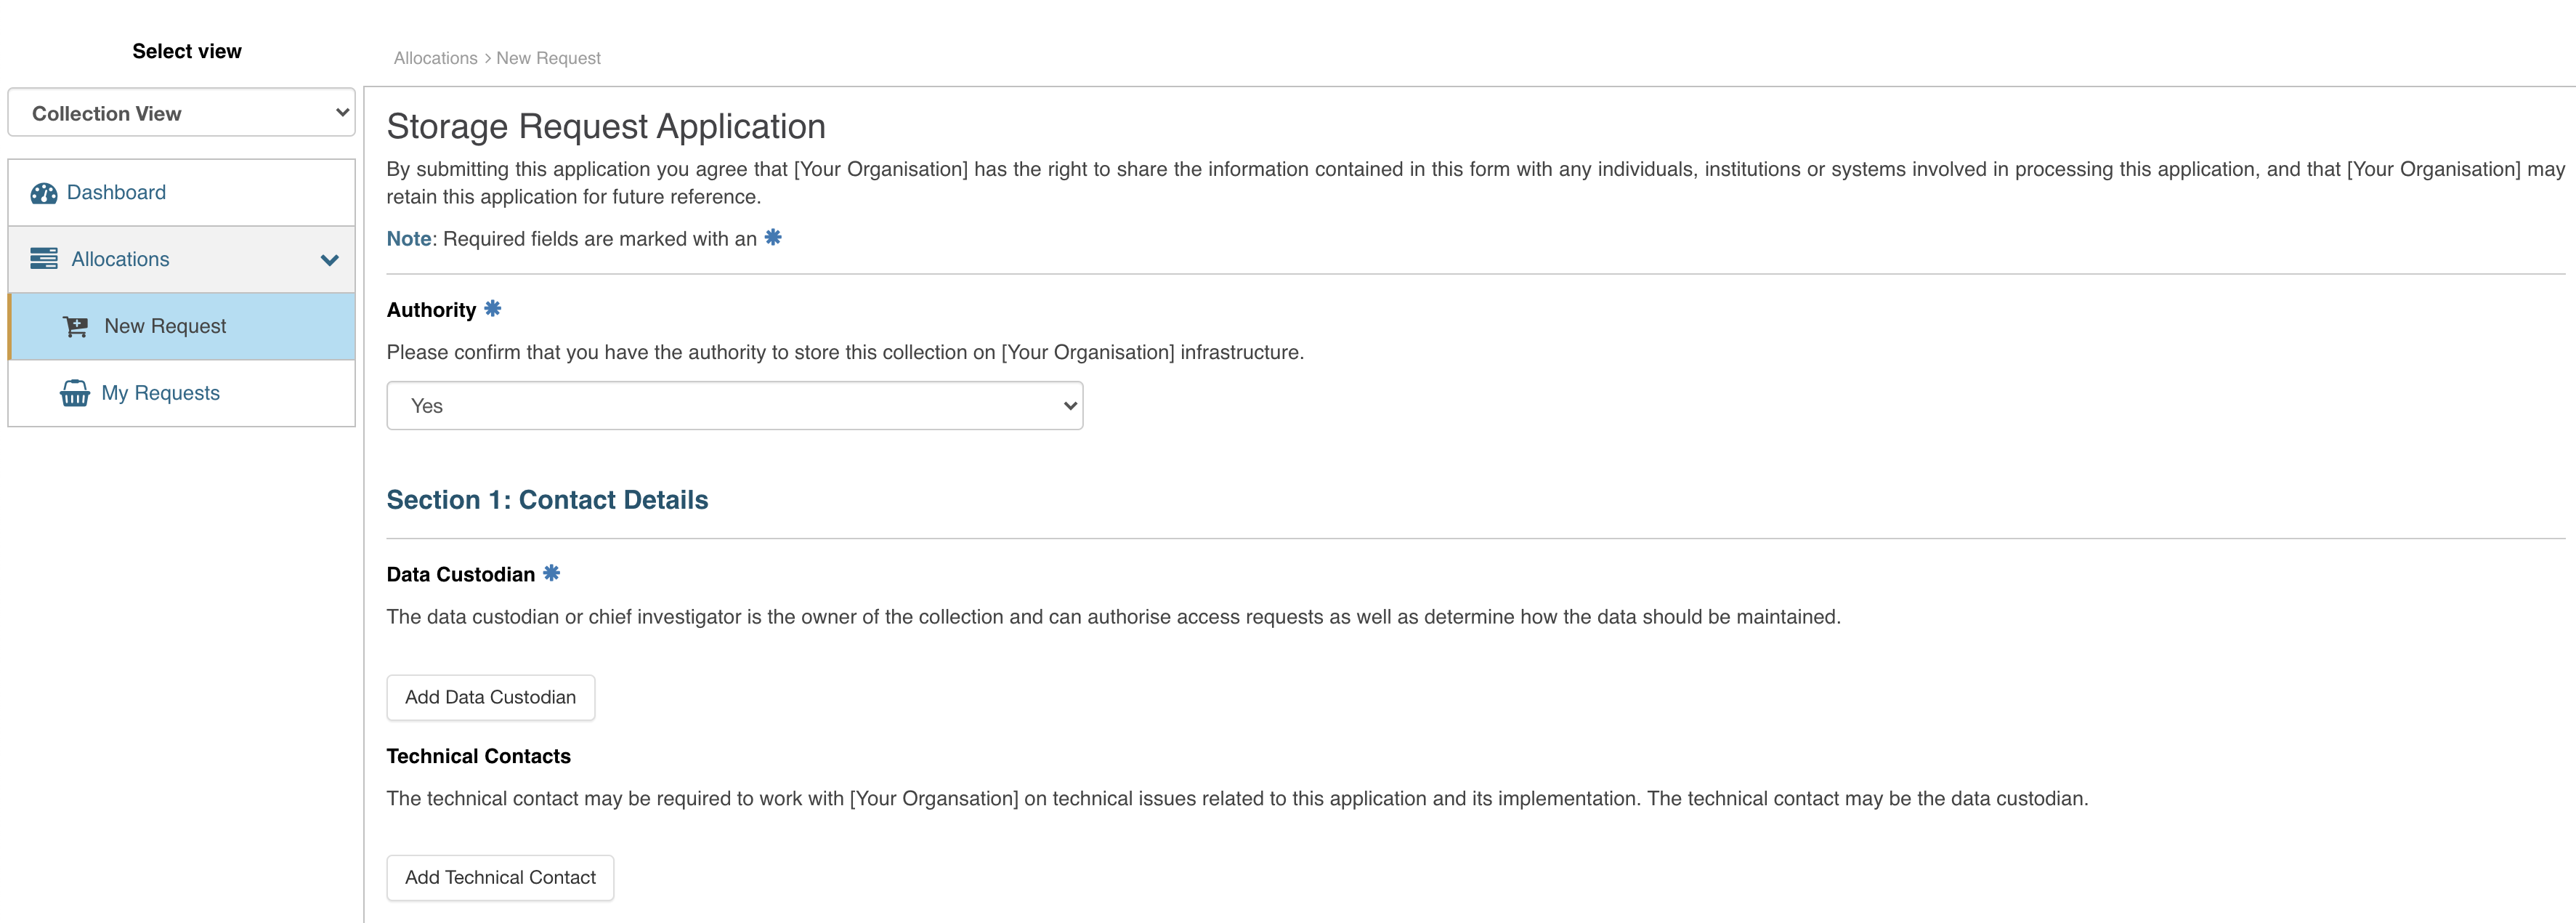 Select view
Collection View
Dashboard
Allocations
New Request
My Requests
Allocations > New Request
Storage Request Application
By submitting this application you agree that [Your Organisation] has the right to share the information contained in this form with any individuals, institutions or systems involved in processing this application, and that [Your Organisation] may
retain this application for future reference.
Note: Required fields are marked with an *
Authority *
Please confirm that you have the authority to store this collection on [Your Organisation] infrastructure.
Yes
Section 1: Contact Details
Data Custodian *
The data custodian or chief investigator is the owner of the collection and can authorise access requests as well as determine how the data should be maintained.
Add Data Custodian
Technical Contacts
The technical contact may be required to work with [Your Organsation] on technical issues related to this application and its implementation. The technical contact may be the data custodian.
Add Technical Contact